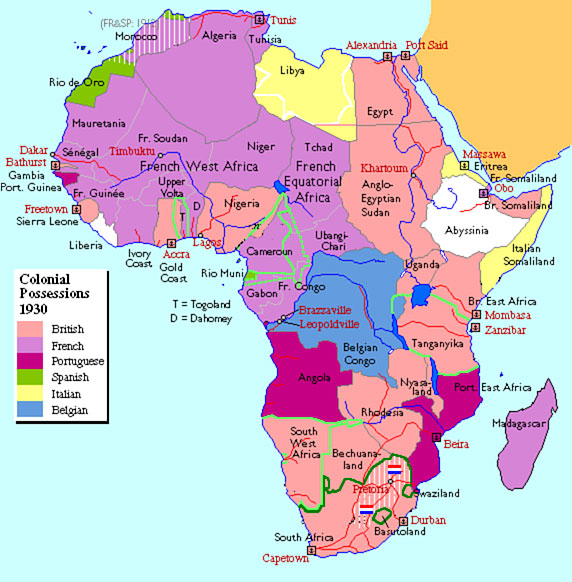 (FR&SP: 1912)
Tunis
Morocco
Algeria
Tunisia
Alexandria
Port Said
Libya
Rio de Oro
Egypt
Mauretania
Fr. Soudan
Niger
Tchad
Dakar
Sénégal
Timbuktu
French West Africa
French
Equatorial
Africa
Khartoum
Massawa
Eritrea
Bathurst
Gambia
Port. Guinea
Fr. Guinée
Upper
Volta
T
D
Nigeria
Anglo-
Egyptian
Sudan
Fr. Somaliland
Obo
Br. Somaliland
Freetown
Sierra Leone
Abyssinia
Liberia
Ivory
Coast
Accra
Gold
Coast
Lagos
Cameroun
Ubangi-
Chari
Italian
Somaliland
Rio Muni
Gabon
Fr. Congo
Uganda
Br. East Africa
Mombasa
Zanzibar
T = Togoland
D = Dahomey
Brazzaville
Leopoldville
Belgian
Congo
Tanganyika
Colonial
Possessions
1930
British
French
Portuguese
Spanish
Italian
Belgian
Angola
Nyasa-
land
Port. East Africa
Rhodesia
Madagascar
South
West
Africa
Bechuana-
land
Beira
Pretoria
Swaziland
South Africa
Durban
Basutoland
Capetown